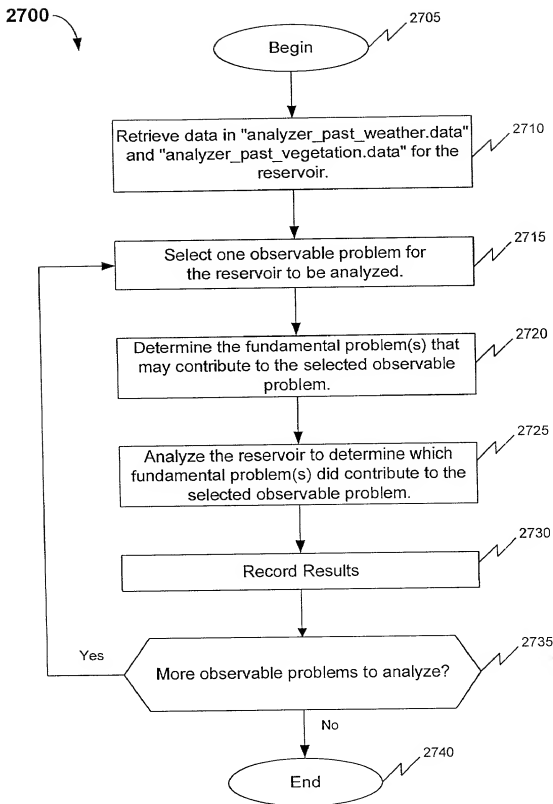 2700
2705
Begin
2710
Retrieve data in "analyzer_past_weather.data"
and "analyzer_past_vegetation.data" for the
reservoir.
2715
Select one observable problem for
the reservoir to be analyzed.
2720
Determine the fundamental problem(s) that
may contribute to the selected observable
problem.
2725
Analyze the reservoir to determine which
fundamental problem(s) did contribute to the
selected observable problem.
2730
Record Results
2735
Yes
More observable problems to analyze?
No
2740
End